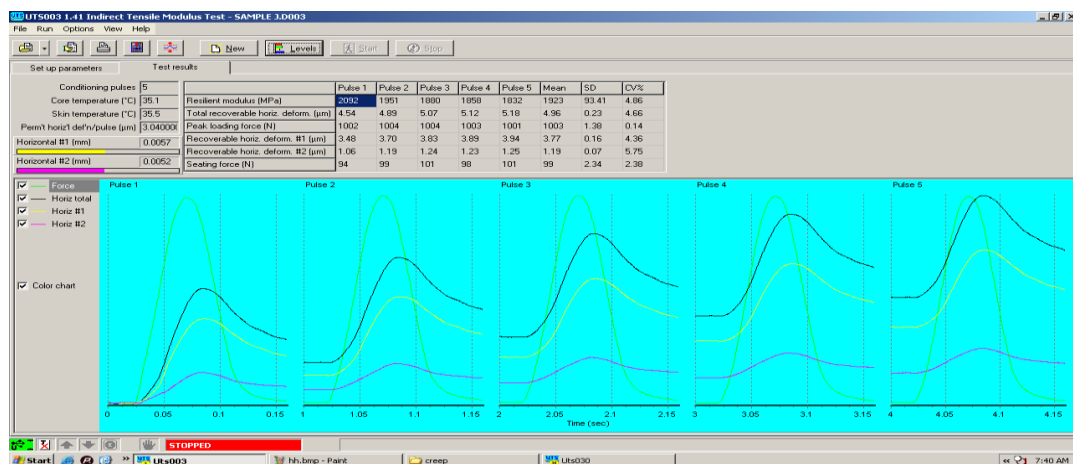 UTS003 1.41 Indirect Tensile Modulus Test - SAMPLE 3.D003
File Run Options View Help
New Levels Start Stop
Set up parameters Test results
Conditioning pulses 5
Core temperature (°C) 35.1
Skin temperature (°C) 35.5
Perm't horiz'l def'n/pulse (µm) 3.04000
Horizontal #1 (mm) 0.0057
Horizontal #2 (mm) 0.0052
Pulse 1 Pulse 2 Pulse 3 Pulse 4 Pulse 5 Mean SD CV%
Resilient modulus (MPa) 2092 1951 1880 1858 1832 1923 93.41 4.86
Total recoverable horiz. deform. (µm) 4.54 4.89 5.07 5.12 5.18 4.96 0.23 4.66
Peak loading force (N) 1002 1004 1004 1003 1001 1003 1.38 0.14
Recoverable horiz. deform. #1 (µm) 3.48 3.70 3.83 3.89 3.94 3.77 0.16 4.36
Recoverable horiz. deform. #2 (µm) 1.06 1.19 1.24 1.23 1.25 1.19 0.07 5.75
Seating force (N) 94 99 101 98 101 99 2.34 2.38
Force
Horiz total
Horiz #1
Horiz #2
Color chart
Pulse 1 Pulse 2 Pulse 3 Pulse 4 Pulse 5
0 0.05 0.1 0.15 1 1.05 1.1 1.15 2 2.05 2.1 2.15 3 3.05 3.1 3.15 4 4.05 4.1 4.15
Time (sec)
STOPPED
Start Uts003 hh.bmp - Paint creep Uts030 7:40 AM